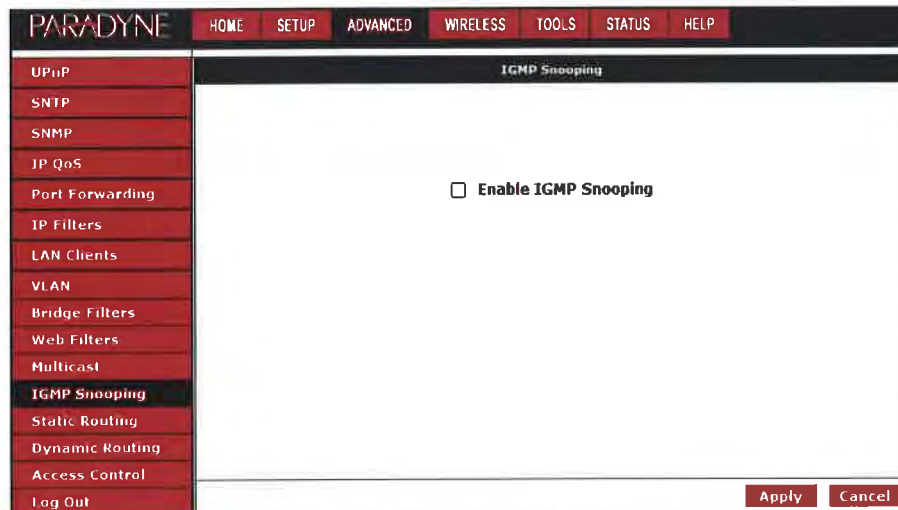 PARADYNE
HOME SETUP ADVANCED WIRELESS TOOLS STATUS HELP
IGMP Snooping
UPnP
SNTP
SNMP
IP QoS
Port Forwarding
IP Filters
LAN Clients
VLAN
Bridge Filters
Web Filters
Multicast
IGMP Snooping
Static Routing
Dynamic Routing
Access Control
Log Out
Enable IGMP Snooping
Apply Cancel